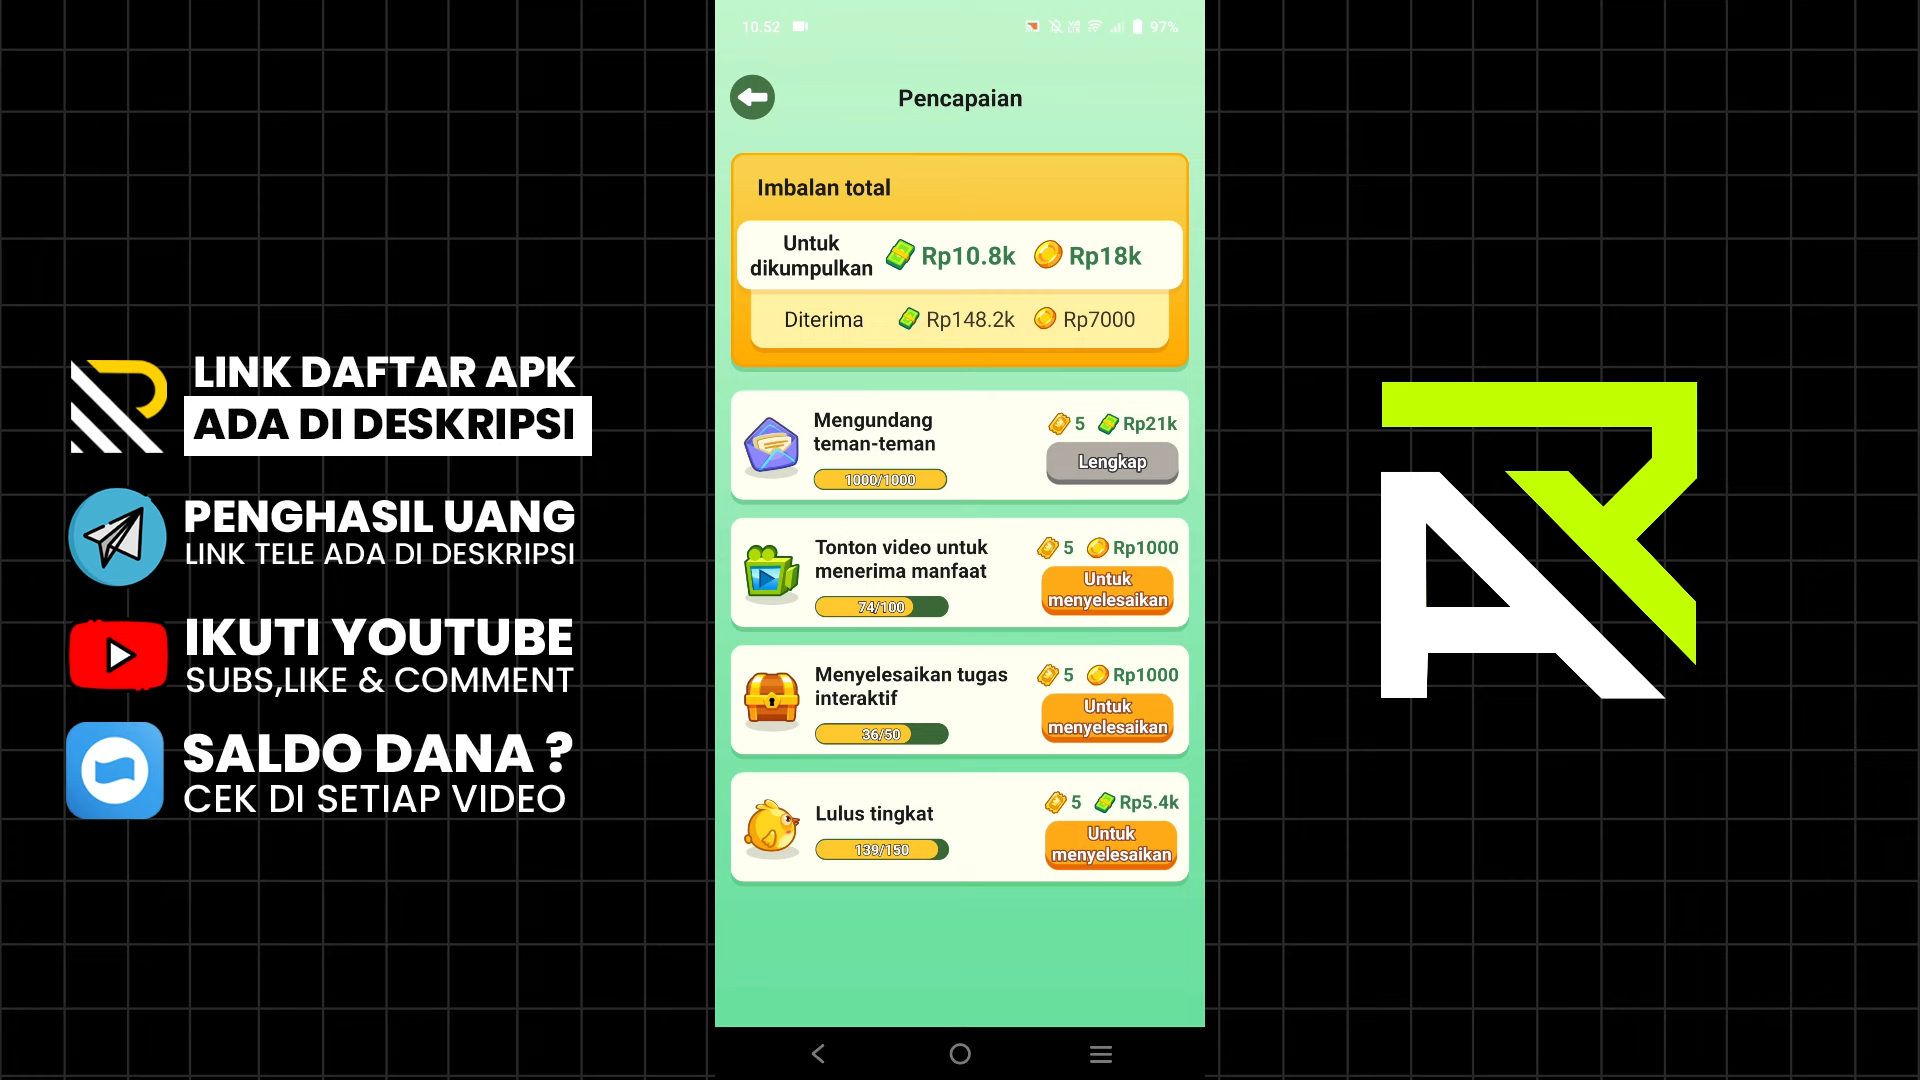 LINK DAFTAR APK
ADA DI DESKRIPSI
PENGHASIL UANG
LINK TELE ADA DI DESKRIPSI
IKUTI YOUTUBE
SUBS,LIKE & COMMENT
SALDO DANA ?
CEK DI SETIAP VIDEO
10.52
97%
Pencapaian
Imbalan total
Untuk
dikumpulkan
Rp10.8k
Rp18k
Diterima
Rp148.2k
Rp7000
Mengundang
teman-teman
1000/1000
5
Rp21k
Lengkap
Tonton video untuk
menerima manfaat
74/100
5
Rp1000
Untuk
menyelesaikan
Menyelesaikan tugas
interaktif
36/50
5
Rp1000
Untuk
menyelesaikan
Lulus tingkat
139/150
5
Rp5.4k
Untuk
menyelesaikan